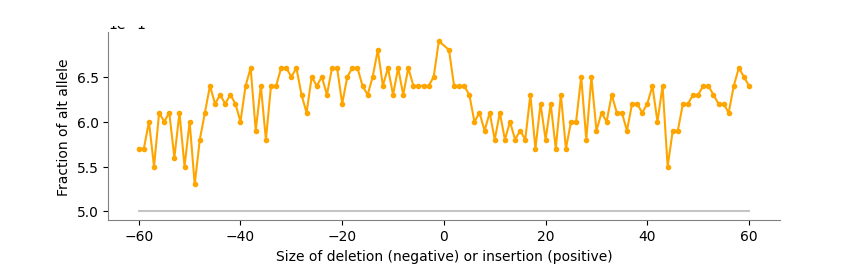 6.5
6.0
5.5
5.0
Fraction of alt allele
−60 −40 −20 0 20 40 60
Size of deletion (negative) or insertion (positive)